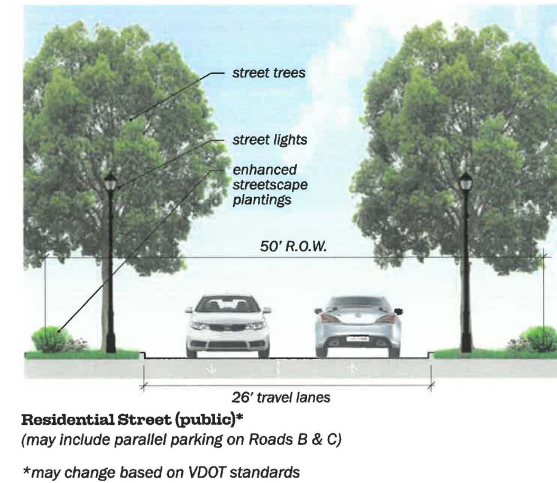 street trees
street lights
enhanced
streetscape
plantings
50' R.O.W.
26' travel lanes
Residential Street (public)*
(may include parallel parking on Roads B & C)
*may change based on VDOT standards